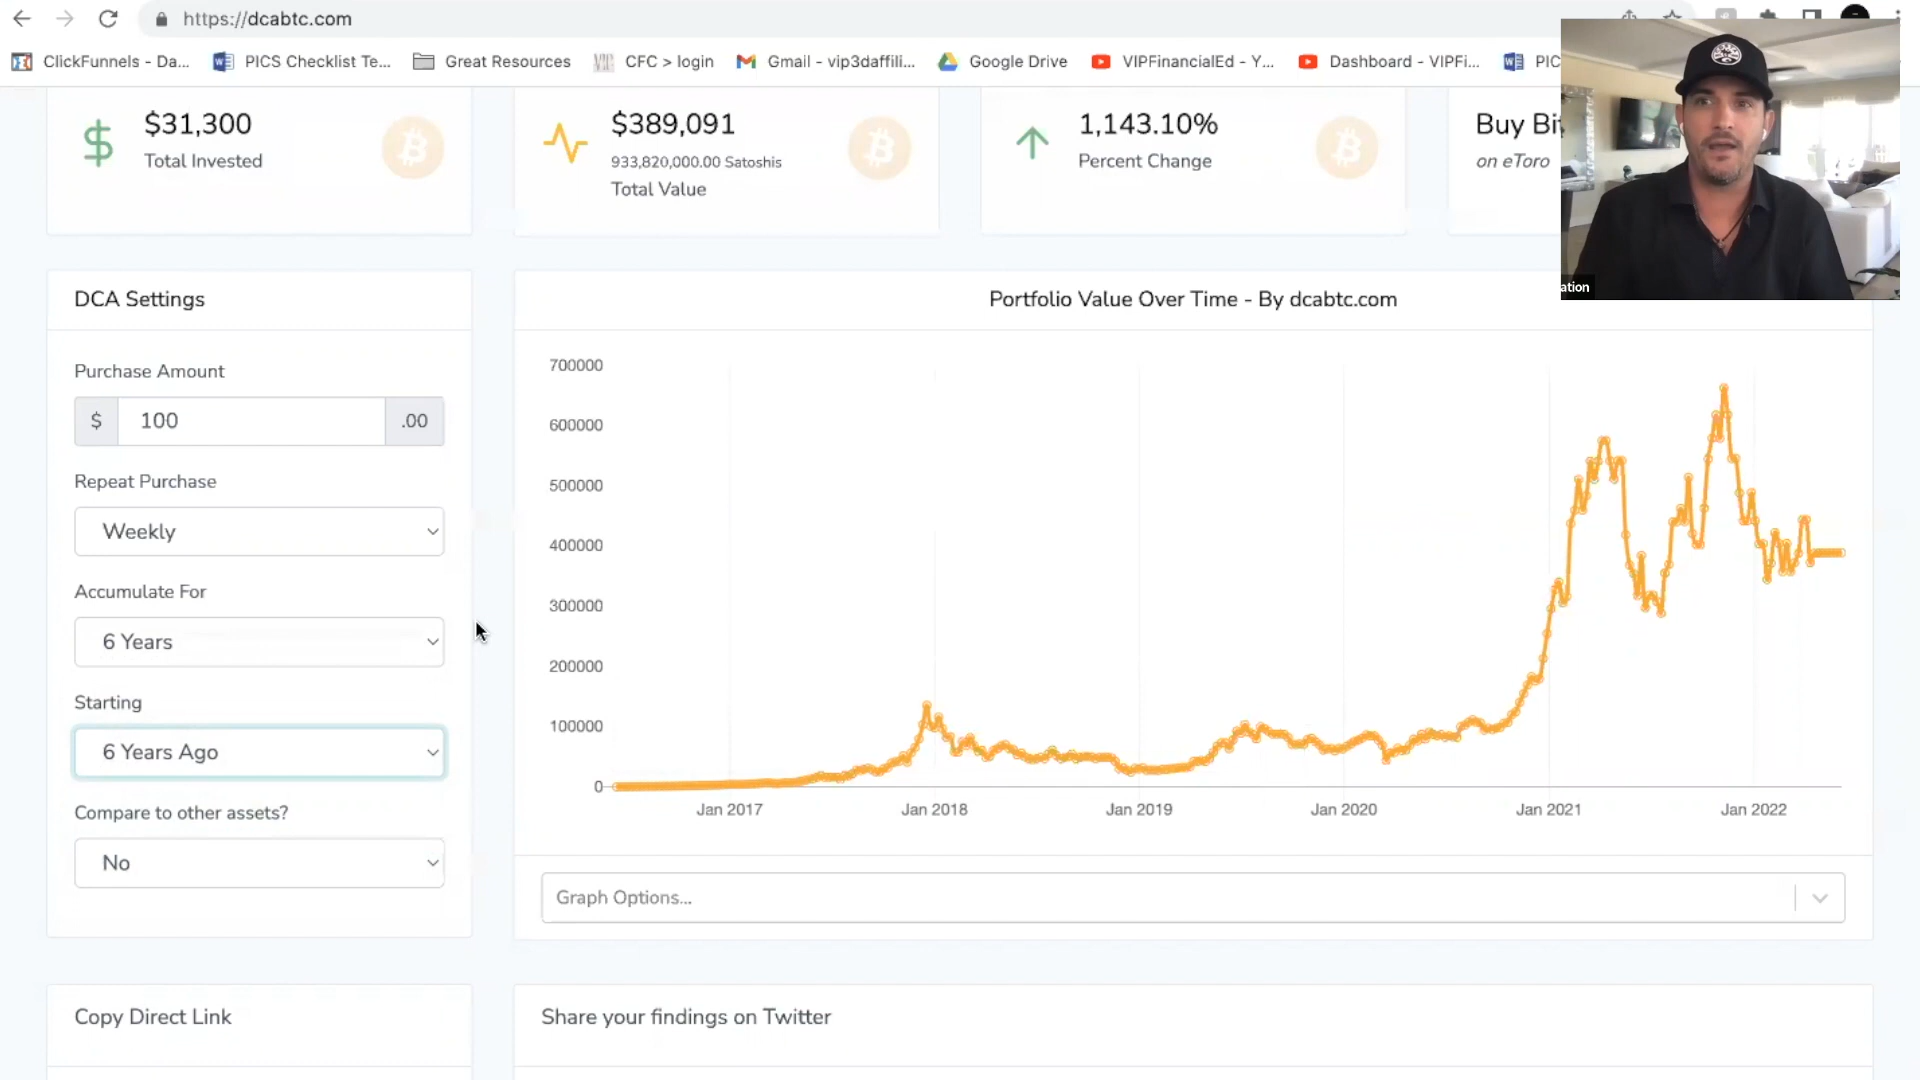 https://dcabtc.com
ClickFunnels - Da... PICS Checklist Te... Great Resources CFC > login Gmail - vip3daffili... Google Drive VIPFinancialEd - Y... Dashboard - VIPFi... PIC
$31,300
Total Invested
$389,091
933,820,000.00 Satoshis
Total Value
1,143.10%
Percent Change
Buy Bi
on eToro
ation
DCA Settings
Purchase Amount
$ 100 .00
Repeat Purchase
Weekly
Accumulate For
6 Years
Starting
6 Years Ago
Compare to other assets?
No
Portfolio Value Over Time - By dcabtc.com
700000
600000
500000
400000
300000
200000
100000
0
Jan 2017 Jan 2018 Jan 2019 Jan 2020 Jan 2021 Jan 2022
Graph Options...
Copy Direct Link
Share your findings on Twitter